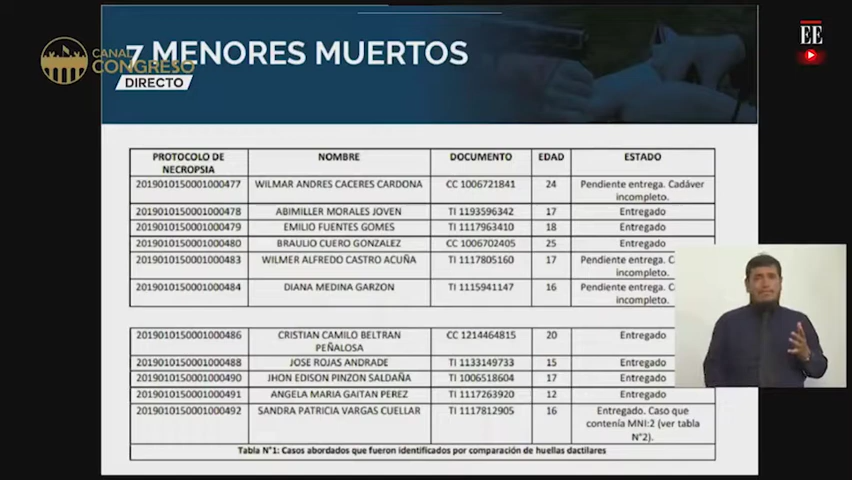 7 MENORES MUERTOS
CANAL
CONGRESO
DIRECTO
EE
PROTOCOLO DE NECROPSIA NOMBRE DOCUMENTO EDAD ESTADO
2019010150001000477 WILMAR ANDRES CACERES CARDONA CC 1006721841 24 Pendiente entrega. Cadáver incompleto.
2019010150001000478 ABIMILLER MORALES JOVEN TI 1193596342 17 Entregado
2019010150001000479 EMILIO FUENTES GOMES TI 1117963410 18 Entregado
2019010150001000480 BRAULIO CUERO GONZALEZ CC 1006702405 25 Entregado
2019010150001000483 WILMER ALFREDO CASTRO ACUÑA TI 1117805160 17 Pendiente entrega. incompleto.
2019010150001000484 DIANA MEDINA GARZON TI 1115941147 16 Pendiente entrega. incompleto.
2019010150001000486 CRISTIAN CAMILO BELTRAN PEÑALOSA CC 1214464815 20 Entregado
2019010150001000488 JOSE ROJAS ANDRADE TI 1133149733 15 Entregado
2019010150001000490 JHON EDISON PINZON SALDAÑA TI 1006518604 17 Entregado
2019010150001000491 ANGELA MARIA GAITAN PEREZ TI 1117263920 12 Entregado
2019010150001000492 SANDRA PATRICIA VARGAS CUELLAR TI 1117812905 16 Entregado. Caso que contenía MNI:2 (ver tabla N°2).
Tabla N°1: Casos abordados que fueron identificados por comparación de huellas dactilares